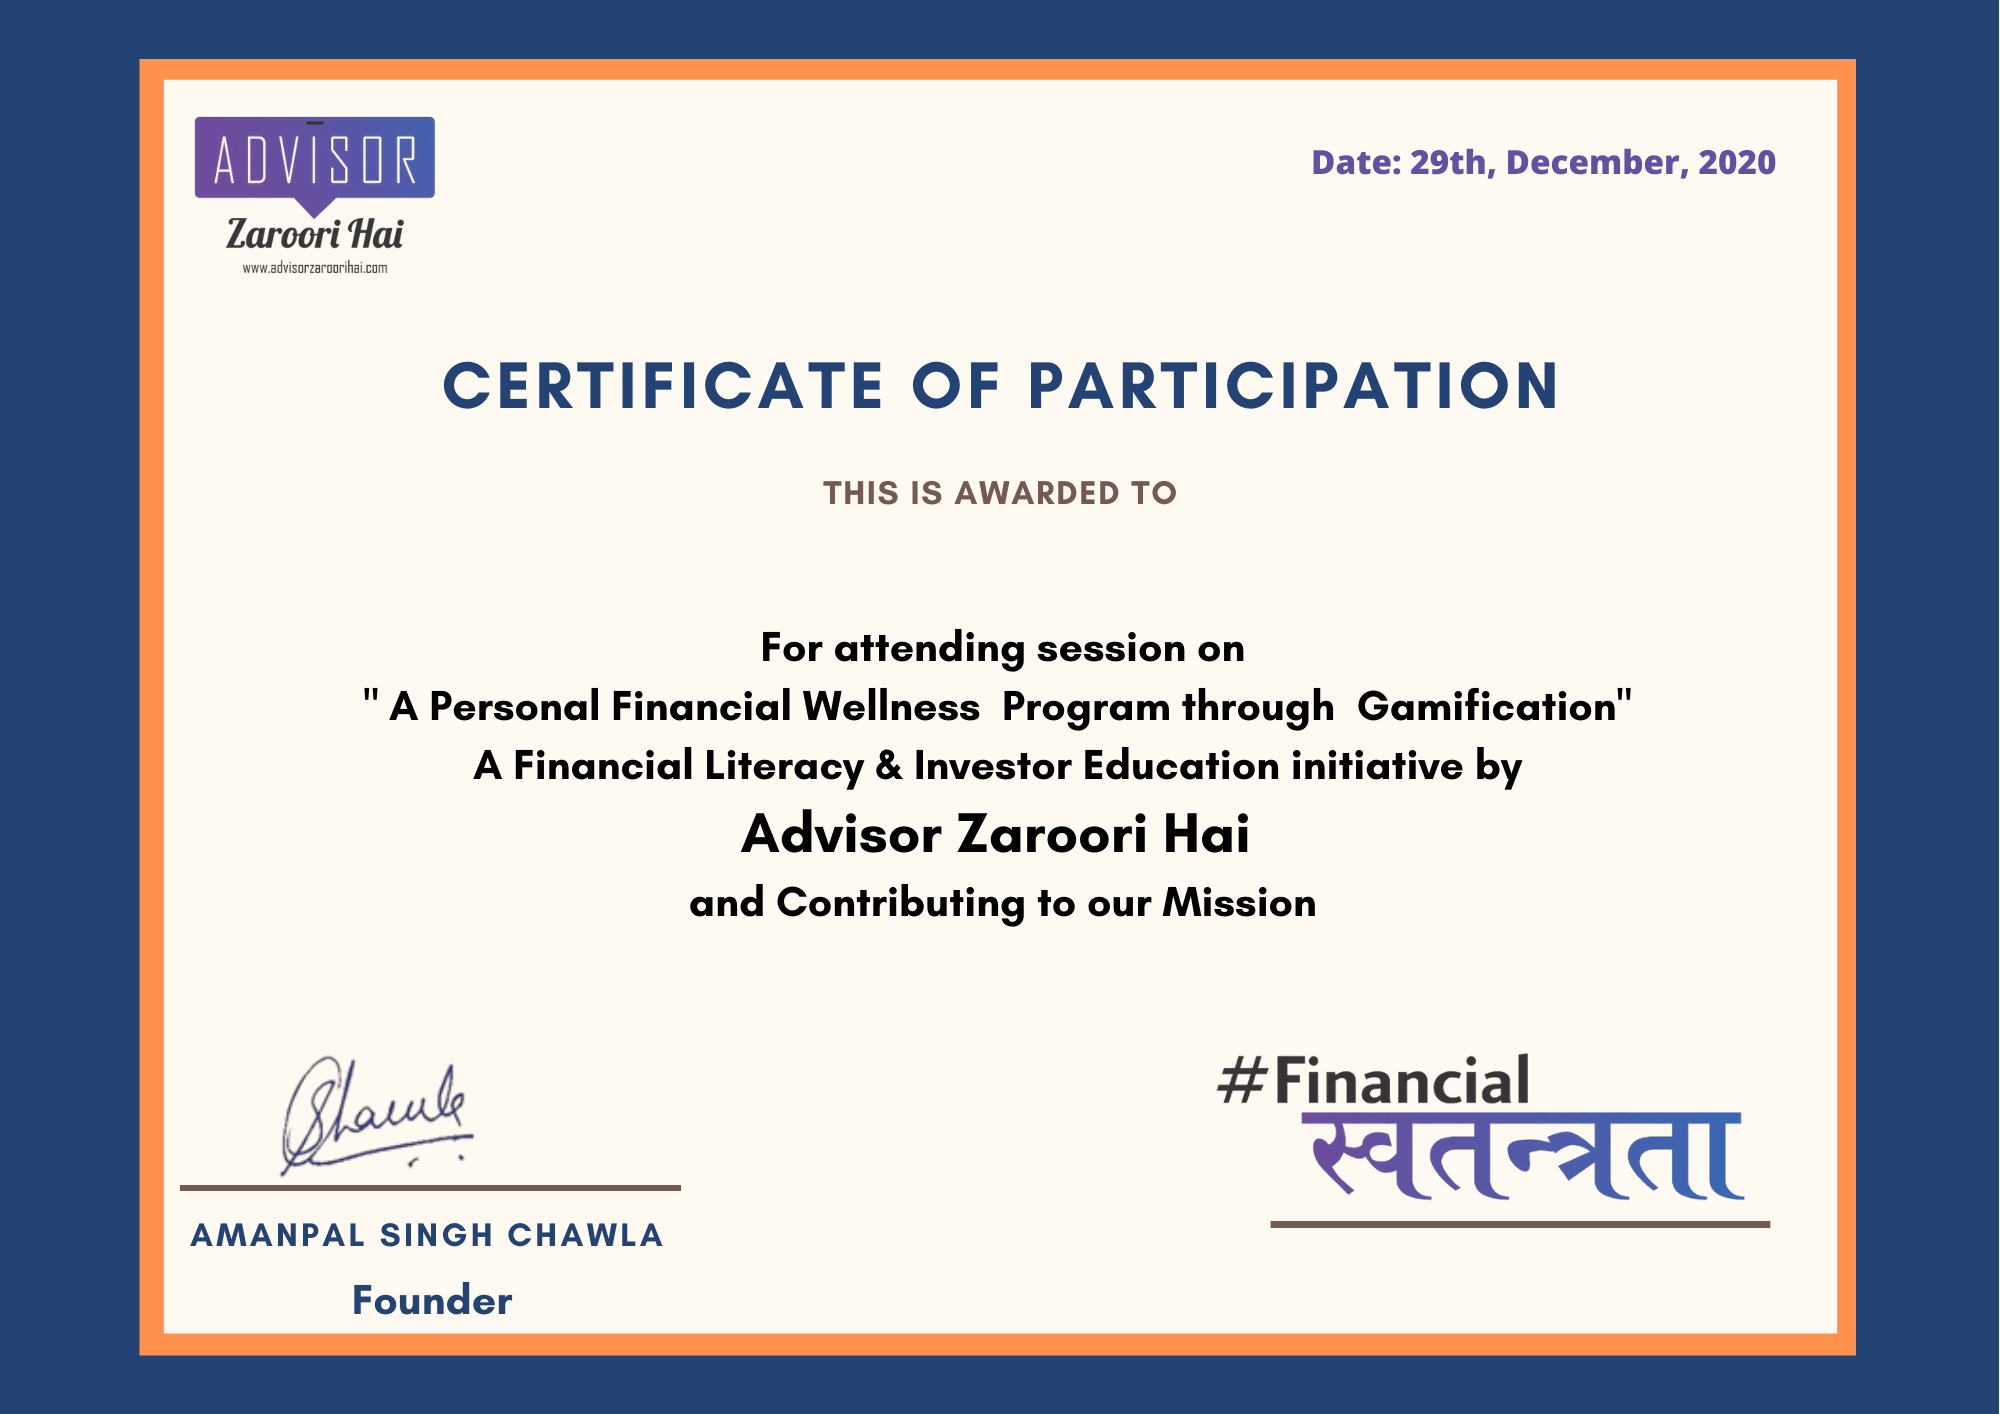 ADVISOR
Zaroori Hai
www.advisorzaroorihai.com
Date: 29th, December, 2020
CERTIFICATE OF PARTICIPATION
THIS IS AWARDED TO
For attending session on
" A Personal Financial Wellness  Program through  Gamification"
A Financial Literacy & Investor Education initiative by
Advisor Zaroori Hai
and Contributing to our Mission
Chawla
#Financial
स्वतन्त्रता
AMANPAL SINGH CHAWLA
Founder